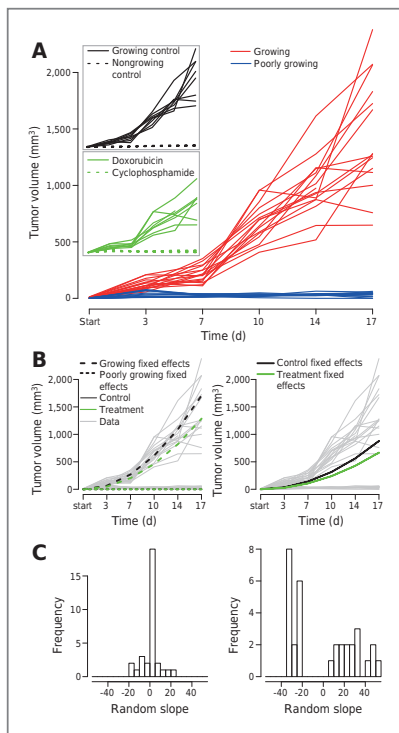 A
Growing control
Nongrowing
control
Doxorubicin
Cyclophosphamide
Growing
Poorly growing
Tumor volume (mm³)
2,000
1,500
1,000
500
0
Start
3
7
10
14
17
Time (d)
B
Growing fixed effects
Poorly growing fixed
effects
Control
Treatment
Data
Tumor volume (mm³)
2,000
1,500
1,000
500
0
start
3
7
10
14
17
Time (d)
Control fixed effects
Treatment fixed
effects
Tumor volume (mm³)
2,000
1,500
1,000
500
0
start
3
7
10
14
17
Time (d)
C
Frequency
15
10
5
0
-40
-20
0
20
40
Random slope
Frequency
8
6
4
2
0
-40
-20
0
20
40
Random slope